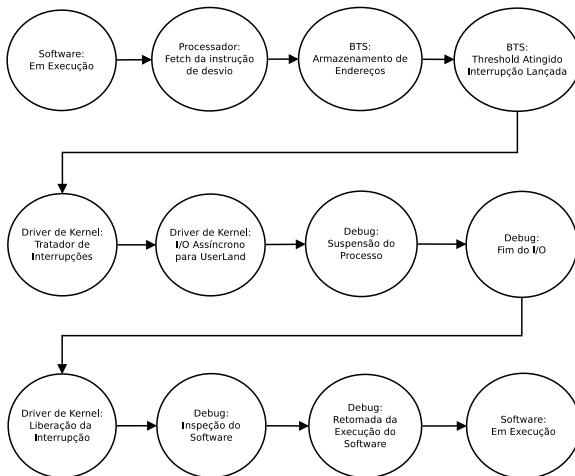 Software:
Em Execução
Processador:
Fetch da instrução
de desvio
BTS:
Armazenamento de
Endereços
BTS:
Threshold Atingido
Interrupção Lançada
Driver de Kernel:
Tratador de
Interrupções
Driver de Kernel:
I/O Assíncrono
para UserLand
Debug:
Suspensão do
Processo
Debug:
Fim do I/O
Driver de Kernel:
Liberação da
Interrupção
Debug:
Inspeção do
Software
Debug:
Retomada da
Execução do
Software
Software:
Em Execução